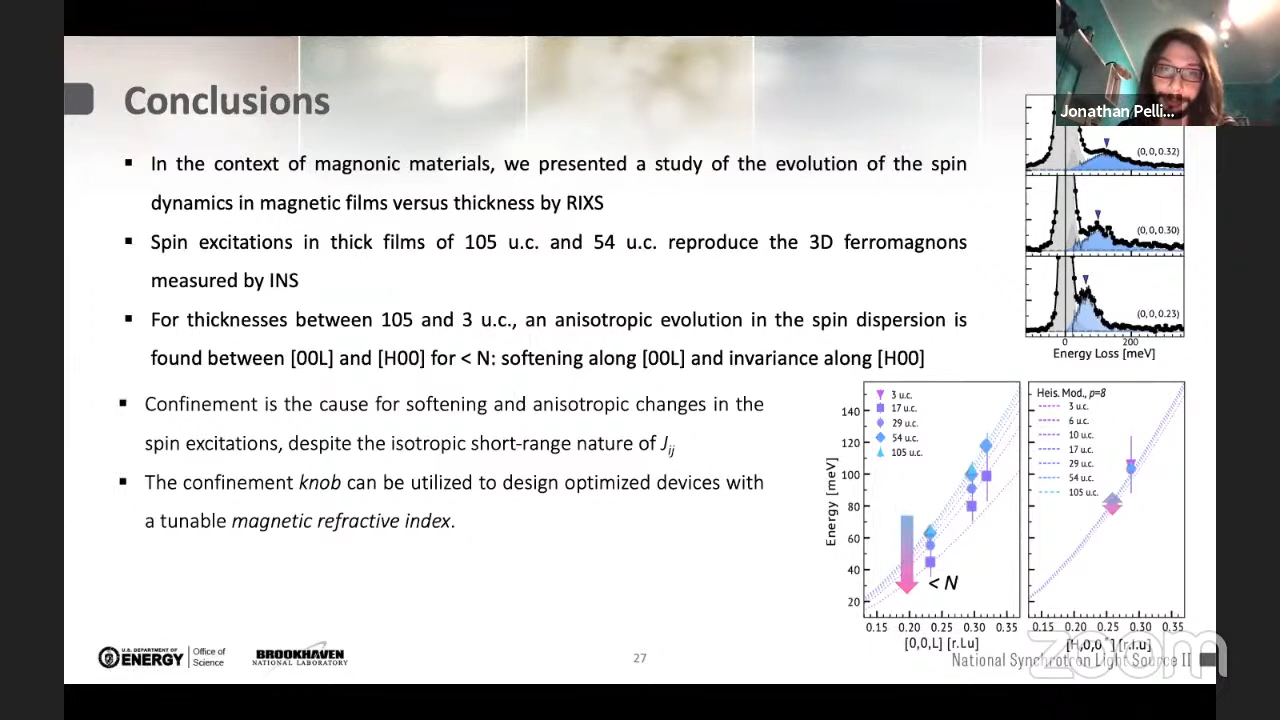 Conclusions
Jonathan Pelli...
▪ In the context of magnonic materials, we presented a study of the evolution of the spin
dynamics in magnetic films versus thickness by RIXS
▪ Spin excitations in thick films of 105 u.c. and 54 u.c. reproduce the 3D ferromagnons
measured by INS
▪ For thicknesses between 105 and 3 u.c., an anisotropic evolution in the spin dispersion is
found between [00L] and [H00] for < N: softening along [00L] and invariance along [H00]
▪ Confinement is the cause for softening and anisotropic changes in the
spin excitations, despite the isotropic short-range nature of Jij
▪ The confinement knob can be utilized to design optimized devices with
a tunable magnetic refractive index.
(0,0,0.32)
(0,0,0.30)
(0,0,0.23)
0 200
Energy Loss [meV]
3 u.c.
17 u.c.
29 u.c.
54 u.c.
105 u.c.
140
120
100
80
60
40
20
Energy [meV]
< N
0.15 0.20 0.25 0.30 0.35
[0,0,L] [r.l.u]
Heis. Mod., p=8
3 u.c.
6 u.c.
10 u.c.
17 u.c.
29 u.c.
54 u.c.
105 u.c.
0.15 0.20 0.25 0.30 0.35
[H,0,0] [r.l.u]
U.S. DEPARTMENT OF
ENERGY
Office of
Science
BROOKHAVEN
NATIONAL LABORATORY
27
National Synchrotron Light Source II
zoom